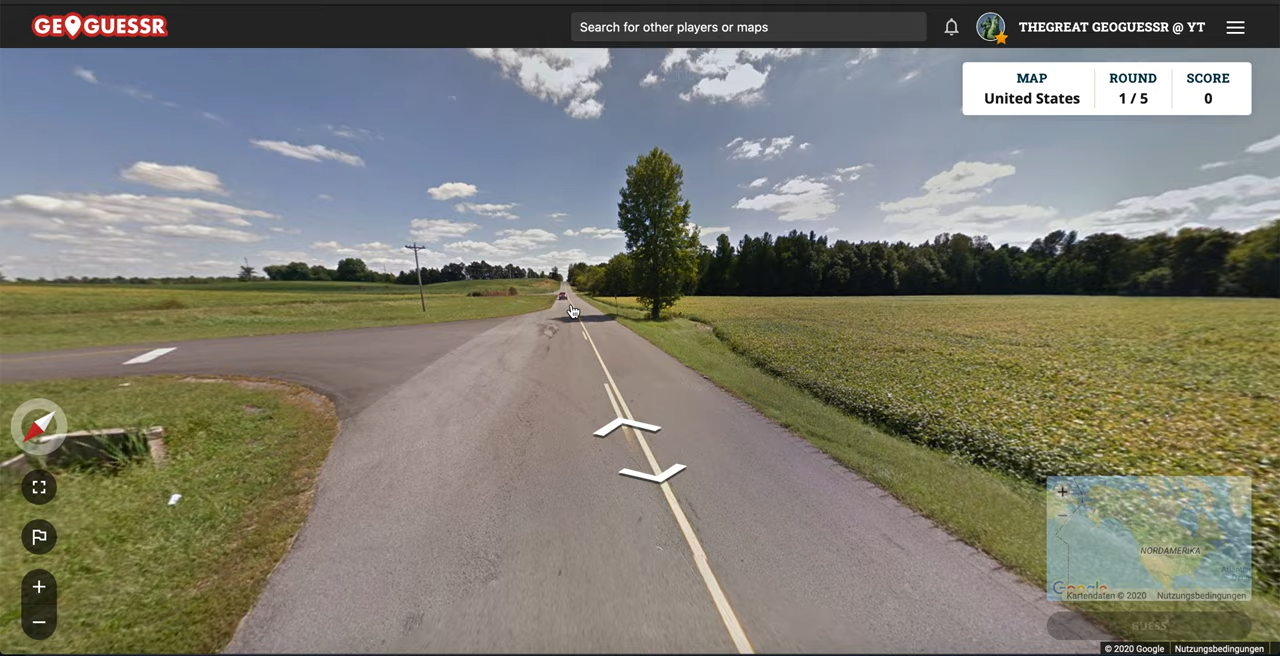 GEOGUESSR
Search for other players or maps
THEGREAT GEOGUESSR @ YT
MAP
United States
ROUND
1 / 5
SCORE
0
+
−
+
−
NORDAMERIKA
Google
Kartendaten © 2020 Nutzungsbedingungen
GUESS
© 2020 Google Nutzungsbedingungen